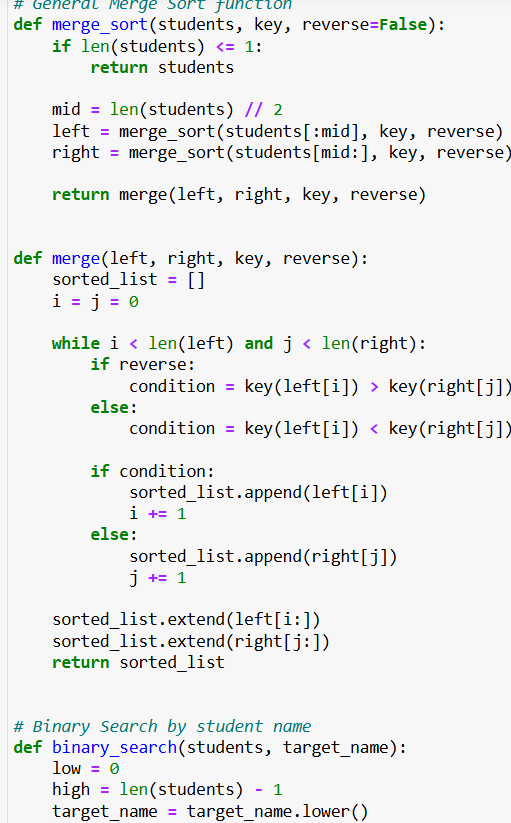 # General Merge Sort function
def merge_sort(students, key, reverse=False):
    if len(students) <= 1:
        return students

    mid = len(students) // 2
    left = merge_sort(students[:mid], key, reverse)
    right = merge_sort(students[mid:], key, reverse)

    return merge(left, right, key, reverse)


def merge(left, right, key, reverse):
    sorted_list = []
    i = j = 0

    while i < len(left) and j < len(right):
        if reverse:
            condition = key(left[i]) > key(right[j])
        else:
            condition = key(left[i]) < key(right[j])

        if condition:
            sorted_list.append(left[i])
            i += 1
        else:
            sorted_list.append(right[j])
            j += 1

    sorted_list.extend(left[i:])
    sorted_list.extend(right[j:])
    return sorted_list


# Binary Search by student name
def binary_search(students, target_name):
    low = 0
    high = len(students) - 1
    target_name = target_name.lower()